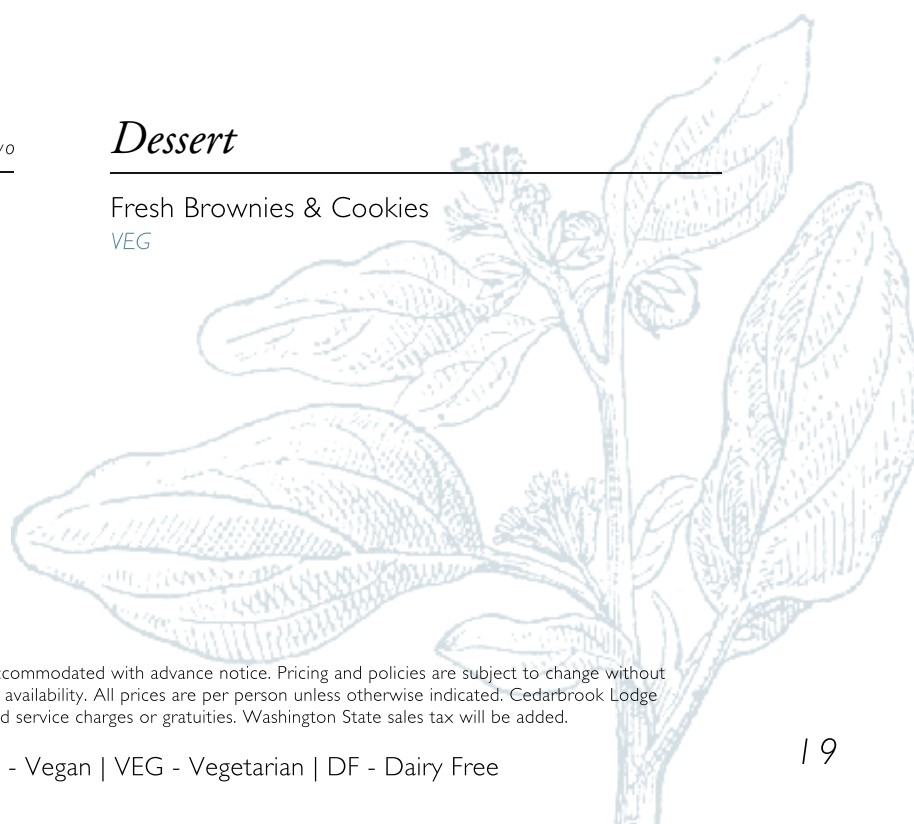 Dessert
Fresh Brownies & Cookies
VEG
accommodated with advance notice. Pricing and policies are subject to change without
availability. All prices are per person unless otherwise indicated. Cedarbrook Lodge
service charges or gratuities. Washington State sales tax will be added.
- Vegan | VEG - Vegetarian | DF - Dairy Free
19